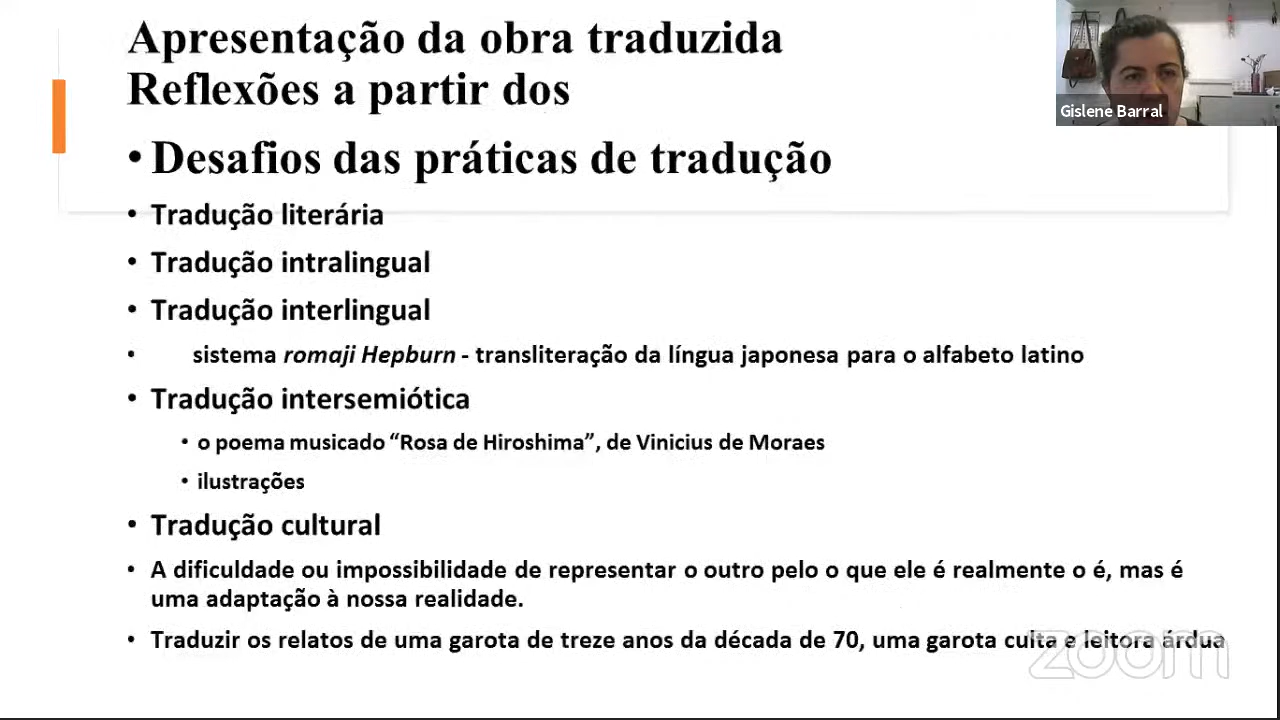 Apresentação da obra traduzida
Reflexões a partir dos
• Desafios das práticas de tradução
• Tradução literária
• Tradução intralingual
• Tradução interlingual
• sistema romaji Hepburn - transliteração da língua japonesa para o alfabeto latino
• Tradução intersemiótica
• o poema musicado “Rosa de Hiroshima”, de Vinicius de Moraes
• ilustrações
• Tradução cultural
• A dificuldade ou impossibilidade de representar o outro pelo o que ele é realmente o é, mas é
uma adaptação à nossa realidade.
• Traduzir os relatos de uma garota de treze anos da década de 70, uma garota culta e leitora árdua
Gislene Barral
zoom